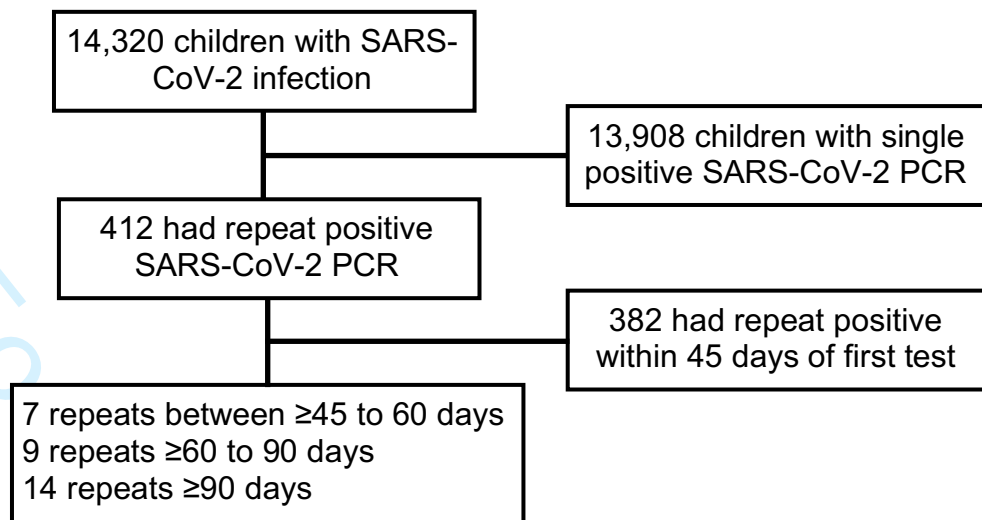 14,320 children with SARS-
CoV-2 infection
13,908 children with single
positive SARS-CoV-2 PCR
412 had repeat positive
SARS-CoV-2 PCR
382 had repeat positive
within 45 days of first test
7 repeats between ≥45 to 60 days
9 repeats ≥60 to 90 days
14 repeats ≥90 days